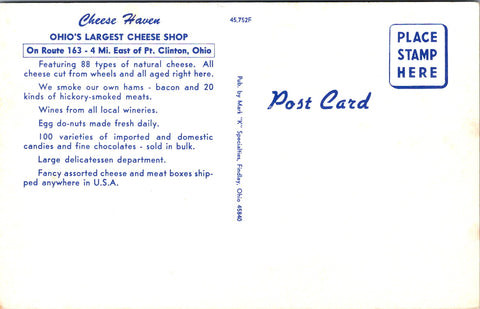 Cheese Haven
OHIO'S LARGEST CHEESE SHOP
On Route 163 - 4 Mi. East of Pt. Clinton, Ohio
Featuring 88 types of natural cheese. All
cheese cut from wheels and all aged right here.
We smoke our own hams - bacon and 20
kinds of hickory-smoked meats.
Wines from all local wineries.
Egg do-nuts made fresh daily.
100 varieties of imported and domestic
candies and fine chocolates - sold in bulk.
Large delicatessen department.
Fancy assorted cheese and meat boxes ship-
ped anywhere in U.S.A.
45,752F
Pub. by Mark "K" Specialties, Findley, Ohio 45840
Post Card
PLACE
STAMP
HERE